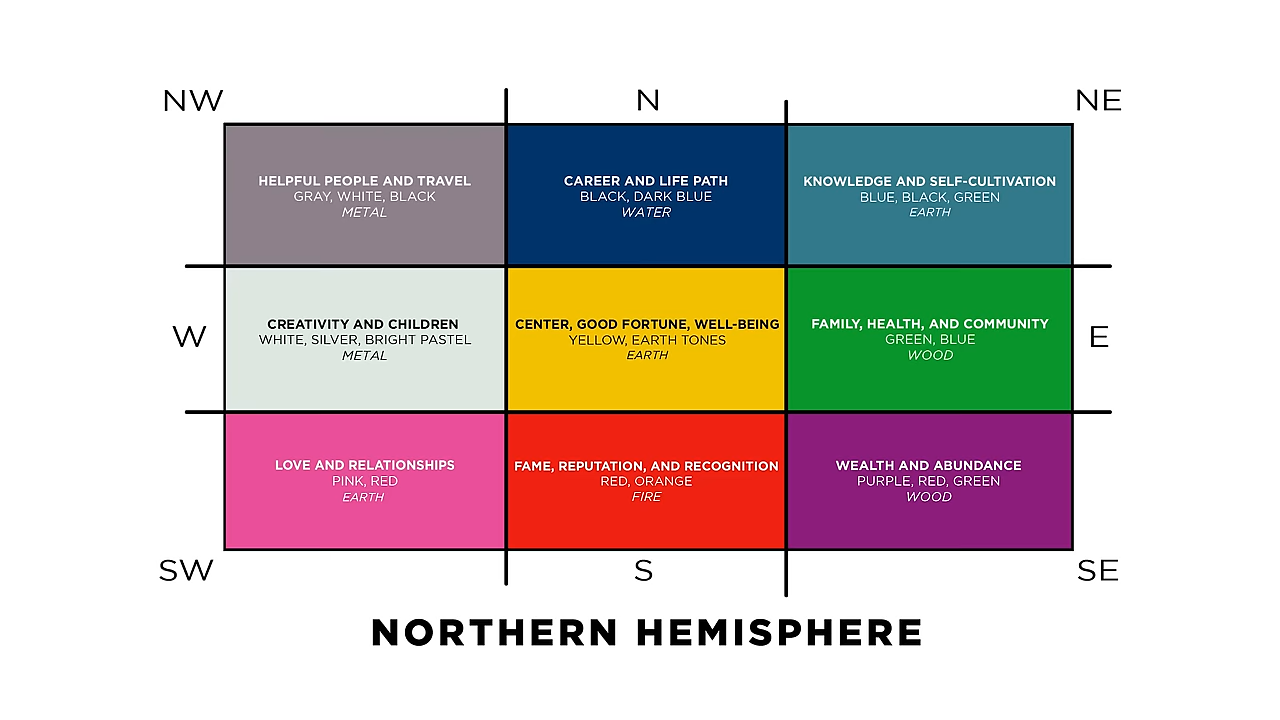 NW
N
NE
HELPFUL PEOPLE AND TRAVEL
GRAY, WHITE, BLACK
METAL
CAREER AND LIFE PATH
BLACK, DARK BLUE
WATER
KNOWLEDGE AND SELF-CULTIVATION
BLUE, BLACK, GREEN
EARTH
W
CREATIVITY AND CHILDREN
WHITE, SILVER, BRIGHT PASTEL
METAL
CENTER, GOOD FORTUNE, WELL-BEING
YELLOW, EARTH TONES
EARTH
FAMILY, HEALTH, AND COMMUNITY
GREEN, BLUE
WOOD
E
LOVE AND RELATIONSHIPS
PINK, RED
EARTH
FAME, REPUTATION, AND RECOGNITION
RED, ORANGE
FIRE
WEALTH AND ABUNDANCE
PURPLE, RED, GREEN
WOOD
SW
S
SE
NORTHERN HEMISPHERE